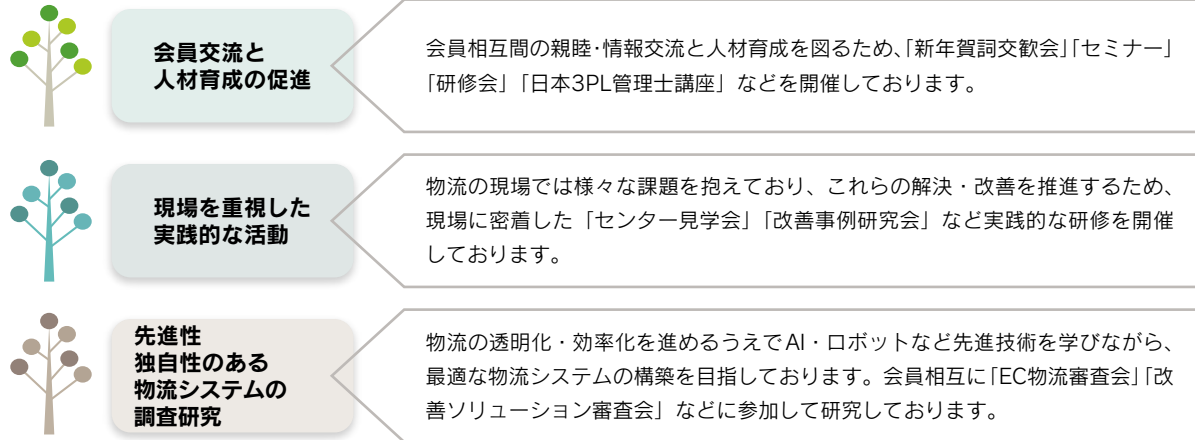 会員交流と
人材育成の促進
会員相互間の親睦・情報交流と人材育成を図るため、「新年賀詞交歓会」「セミナー」
「研修会」「日本3PL管理士講座」などを開催しております。
現場を重視した
実践的な活動
物流の現場では様々な課題を抱えており、これらの解決・改善を推進するため、
現場に密着した「センター見学会」「改善事例研究会」など実践的な研修を開催
しております。
先進性
独自性のある
物流システムの
調査研究
物流の透明化・効率化を進めるうえでAI・ロボットなど先進技術を学びながら、
最適な物流システムの構築を目指しております。会員相互に「EC物流審査会」「改
善ソリューション審査会」などに参加して研究しております。